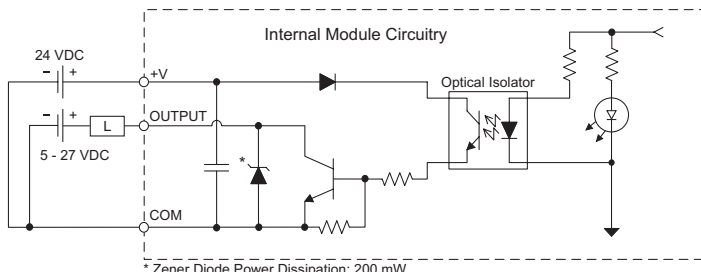 Internal Module Circuitry
24 VDC
− +
+V
Optical Isolator
− +
OUTPUT
L
5 - 27 VDC
*
COM
* Zener Diode Power Dissipation: 200 mW